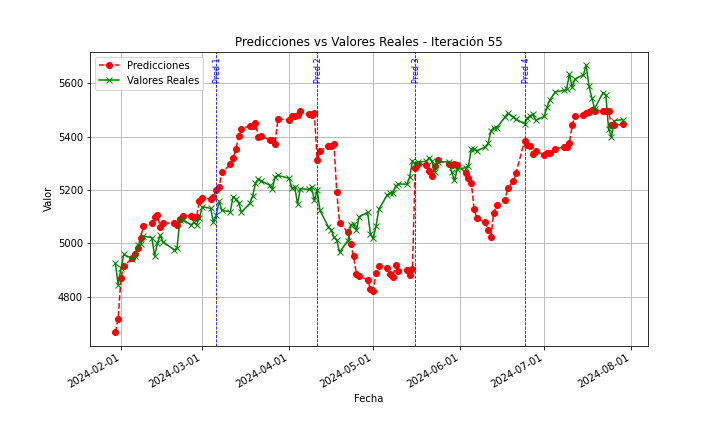 Predicciones vs Valores Reales - Iteración 55
Predicciones
Valores Reales
Pred 1
Pred 2
Pred 3
Pred 4
Valor
5600
5400
5200
5000
4800
2024-02-01
2024-03-01
2024-04-01
2024-05-01
2024-06-01
2024-07-01
2024-08-01
Fecha